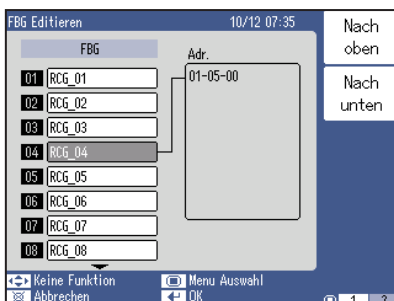 FBG Editieren 10/12 07:35
Nach oben
Nach unten
FBG
Adr.
01 RCG_01
01-05-00
02 RCG_02
03 RCG_03
04 RCG_04
05 RCG_05
06 RCG_06
07 RCG_07
08 RCG_08
Keine Funktion Menu Auswahl
Abbrechen OK
1 2